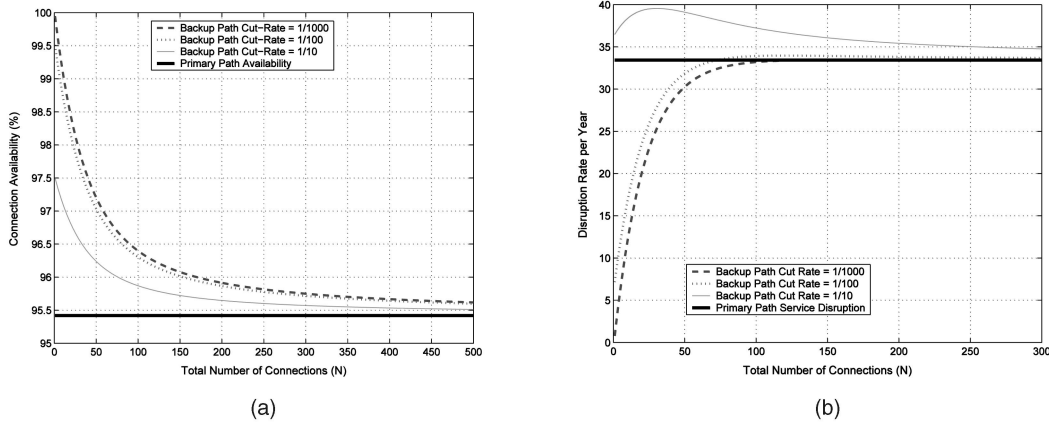 100
99.5
99
98.5
98
97.5
97
96.5
96
95.5
95
Connection Availability (%)
0 50 100 150 200 250 300 350 400 450 500
Total Number of Connections (N)
Backup Path Cut-Rate = 1/1000
Backup Path Cut-Rate = 1/100
Backup Path Cut-Rate = 1/10
Primary Path Availability
(a)
40
35
30
25
20
15
10
5
0
Disruption Rate per Year
0 50 100 150 200 250 300
Total Number of Connections (N)
Backup Path Cut Rate = 1/1000
Backup Path Cut Rate = 1/100
Backup Path Cut Rate = 1/10
Primary Path Service Disruption
(b)